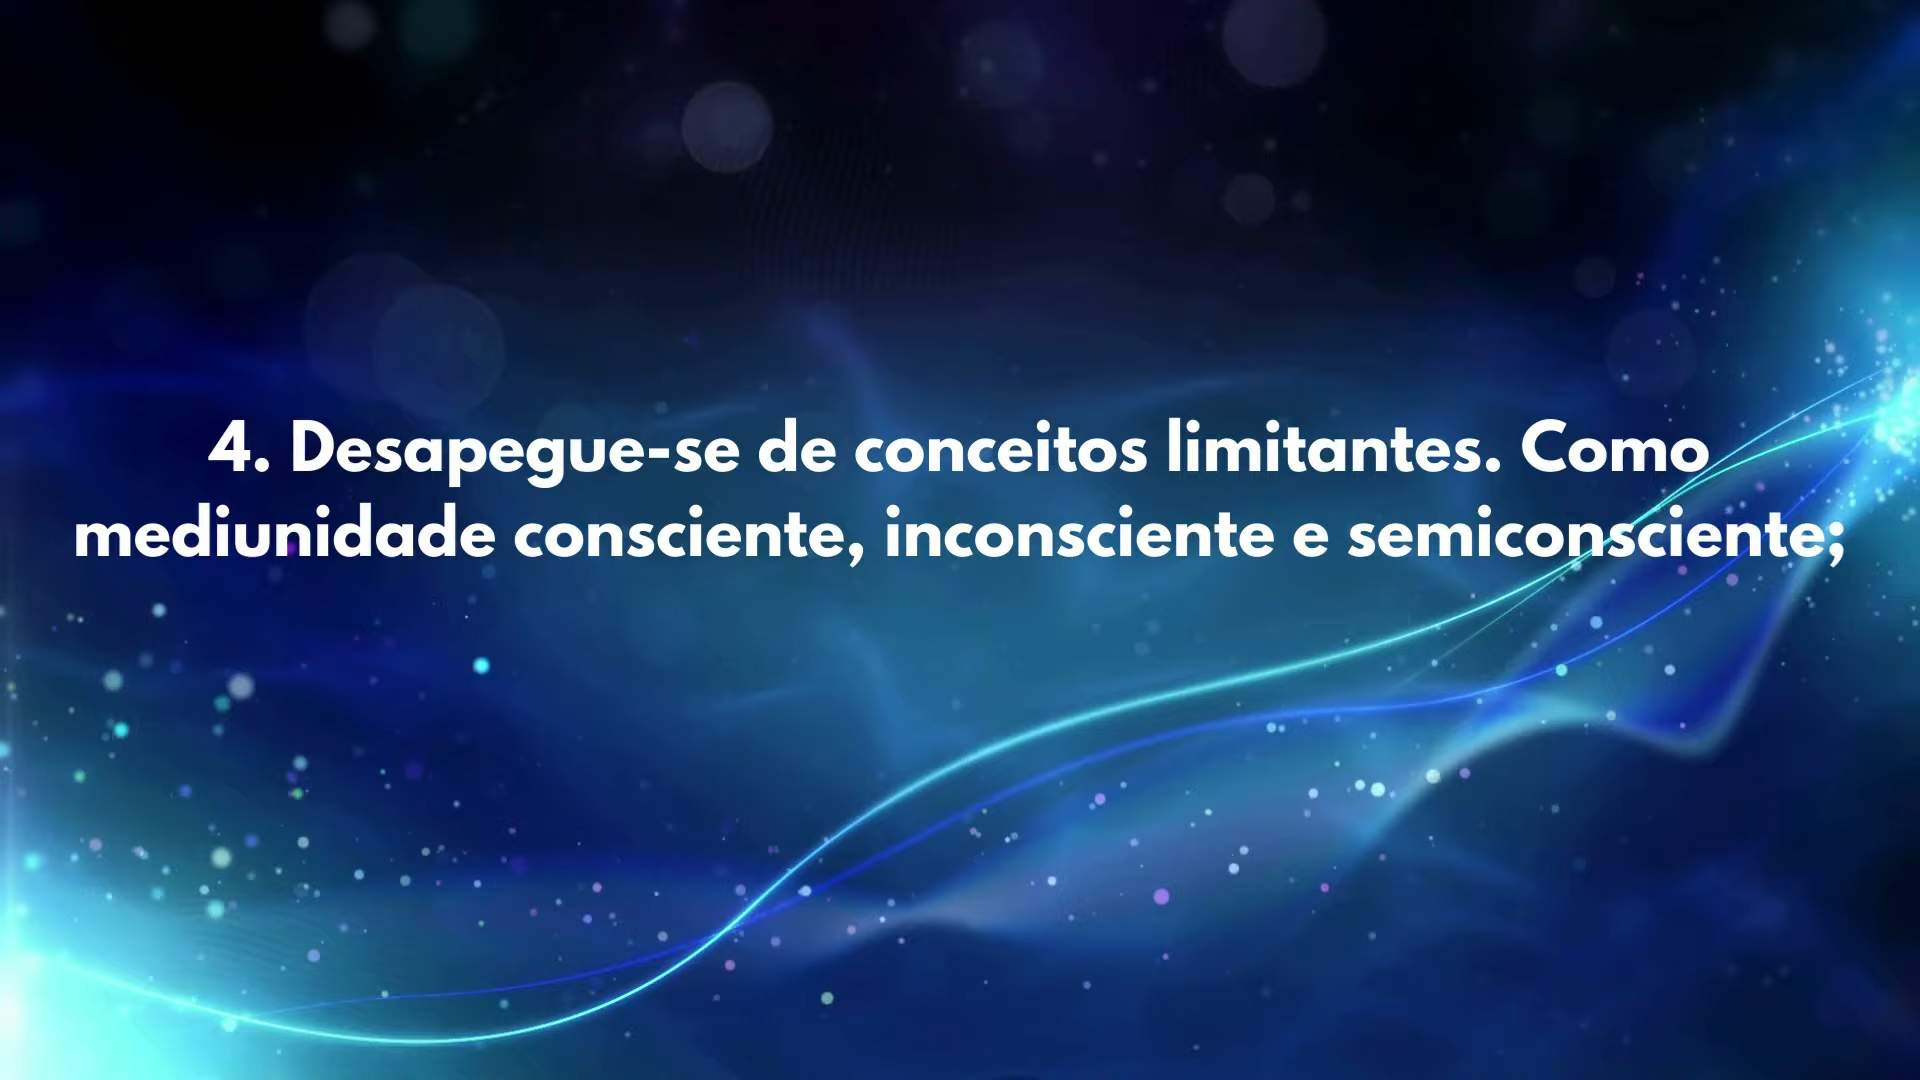 4. Desapegue-se de conceitos limitantes. Como
mediunidade consciente, inconsciente e semiconsciente;